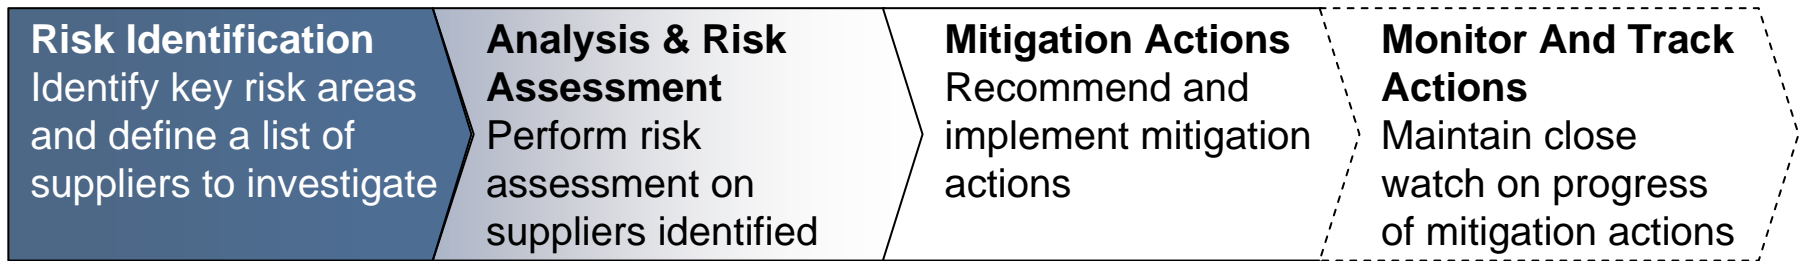 Risk Identification
Identify key risk areas
and define a list of
suppliers to investigate
Analysis & Risk
Assessment
Perform risk
assessment on
suppliers identified
Mitigation Actions
Recommend and
implement mitigation
actions
Monitor And Track
Actions
Maintain close
watch on progress
of mitigation actions